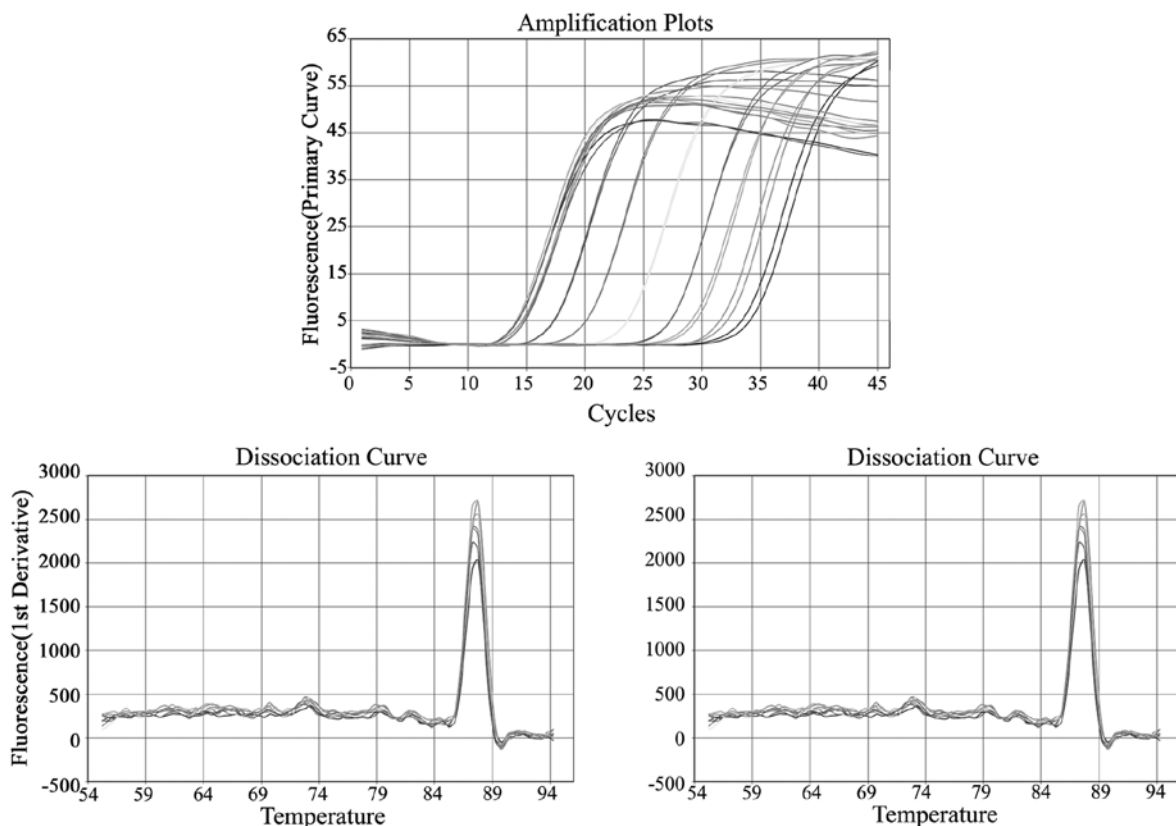 Amplification Plots
Fluorescence(Primary Curve)
65
55
45
35
25
15
5
-5
0 5 10 15 20 25 30 35 40 45
Cycles
Dissociation Curve
Fluorescence(1st Derivative)
3000
2500
2000
1500
1000
500
0
-500
54 59 64 69 74 79 84 89 94
Temperature
Dissociation Curve
3000
2500
2000
1500
1000
500
0
-500
54 59 64 69 74 79 84 89 94
Temperature